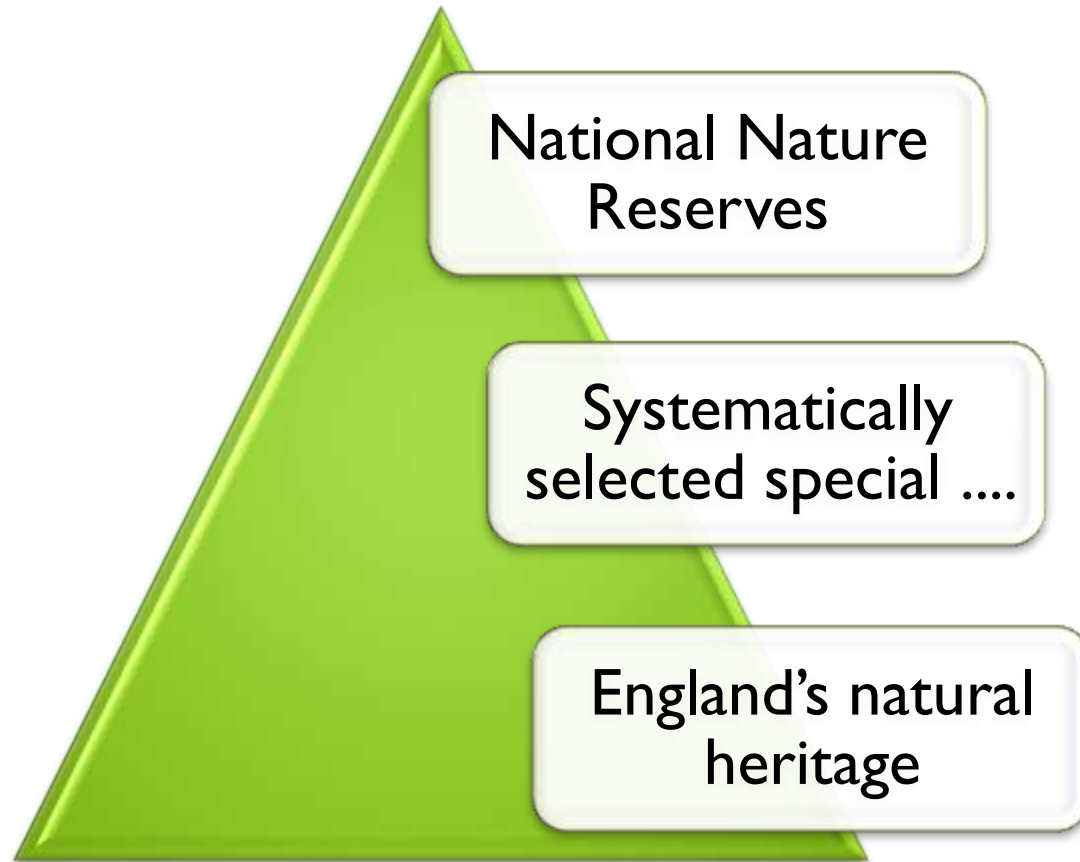 National Nature
Reserves
Systematically
selected special ....
England’s natural
heritage